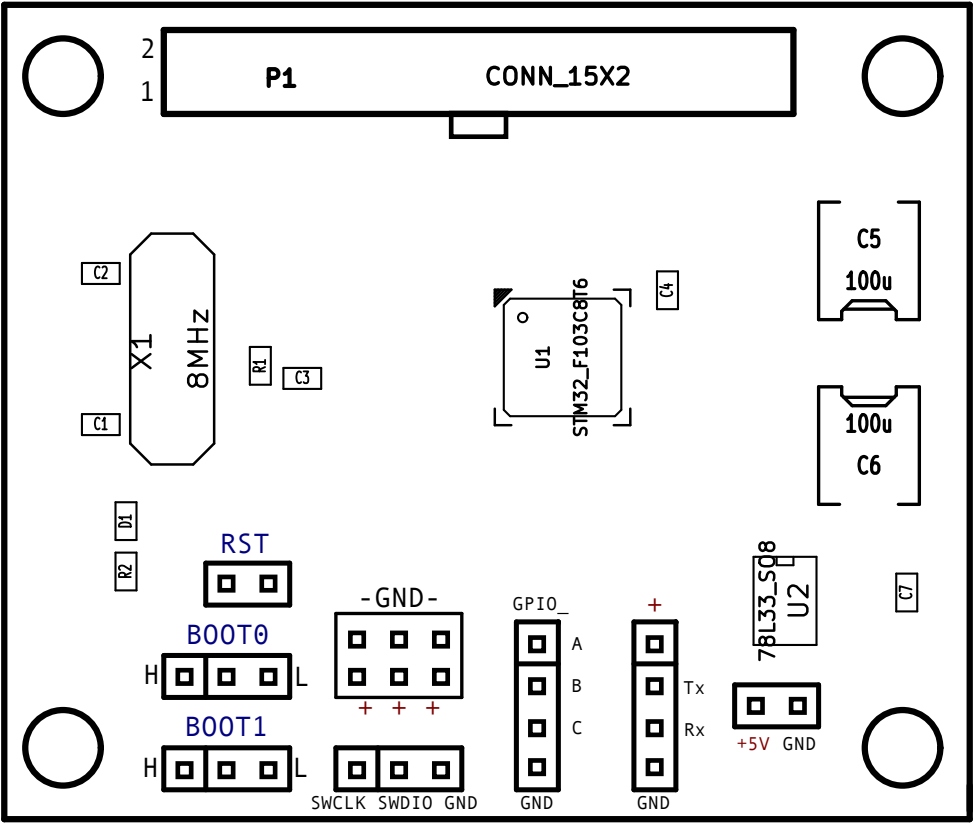 2
1
P1 CONN_15X2
C5
100u
C2
C4
X1
8MHz
R1
C3
U1
STM32_F103C8T6
C1
100u
C6
D1
R2
RST
-GND-
GPIO_
+
78L33_SO8
U2
C7
BOOT0
H
L
A
B
C
Tx
Rx
+ + +
BOOT1
H
L
+5V GND
SWCLK SWDIO GND
GND
GND